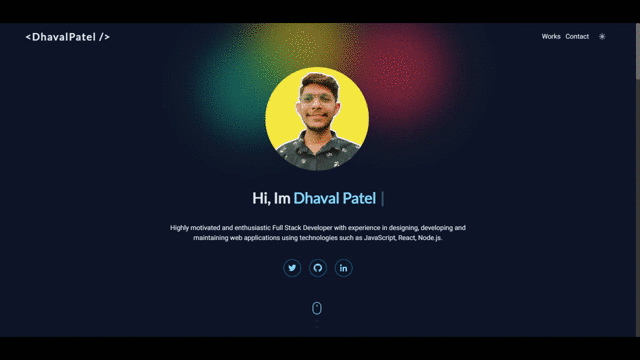 <DhavalPatel />
Works Contact
Hi, Im Dhaval Patel |
Highly motivated and enthusiastic Full Stack Developer with experience in designing, developing and
maintaining web applications using technologies such as JavaScript, React, Node.js.